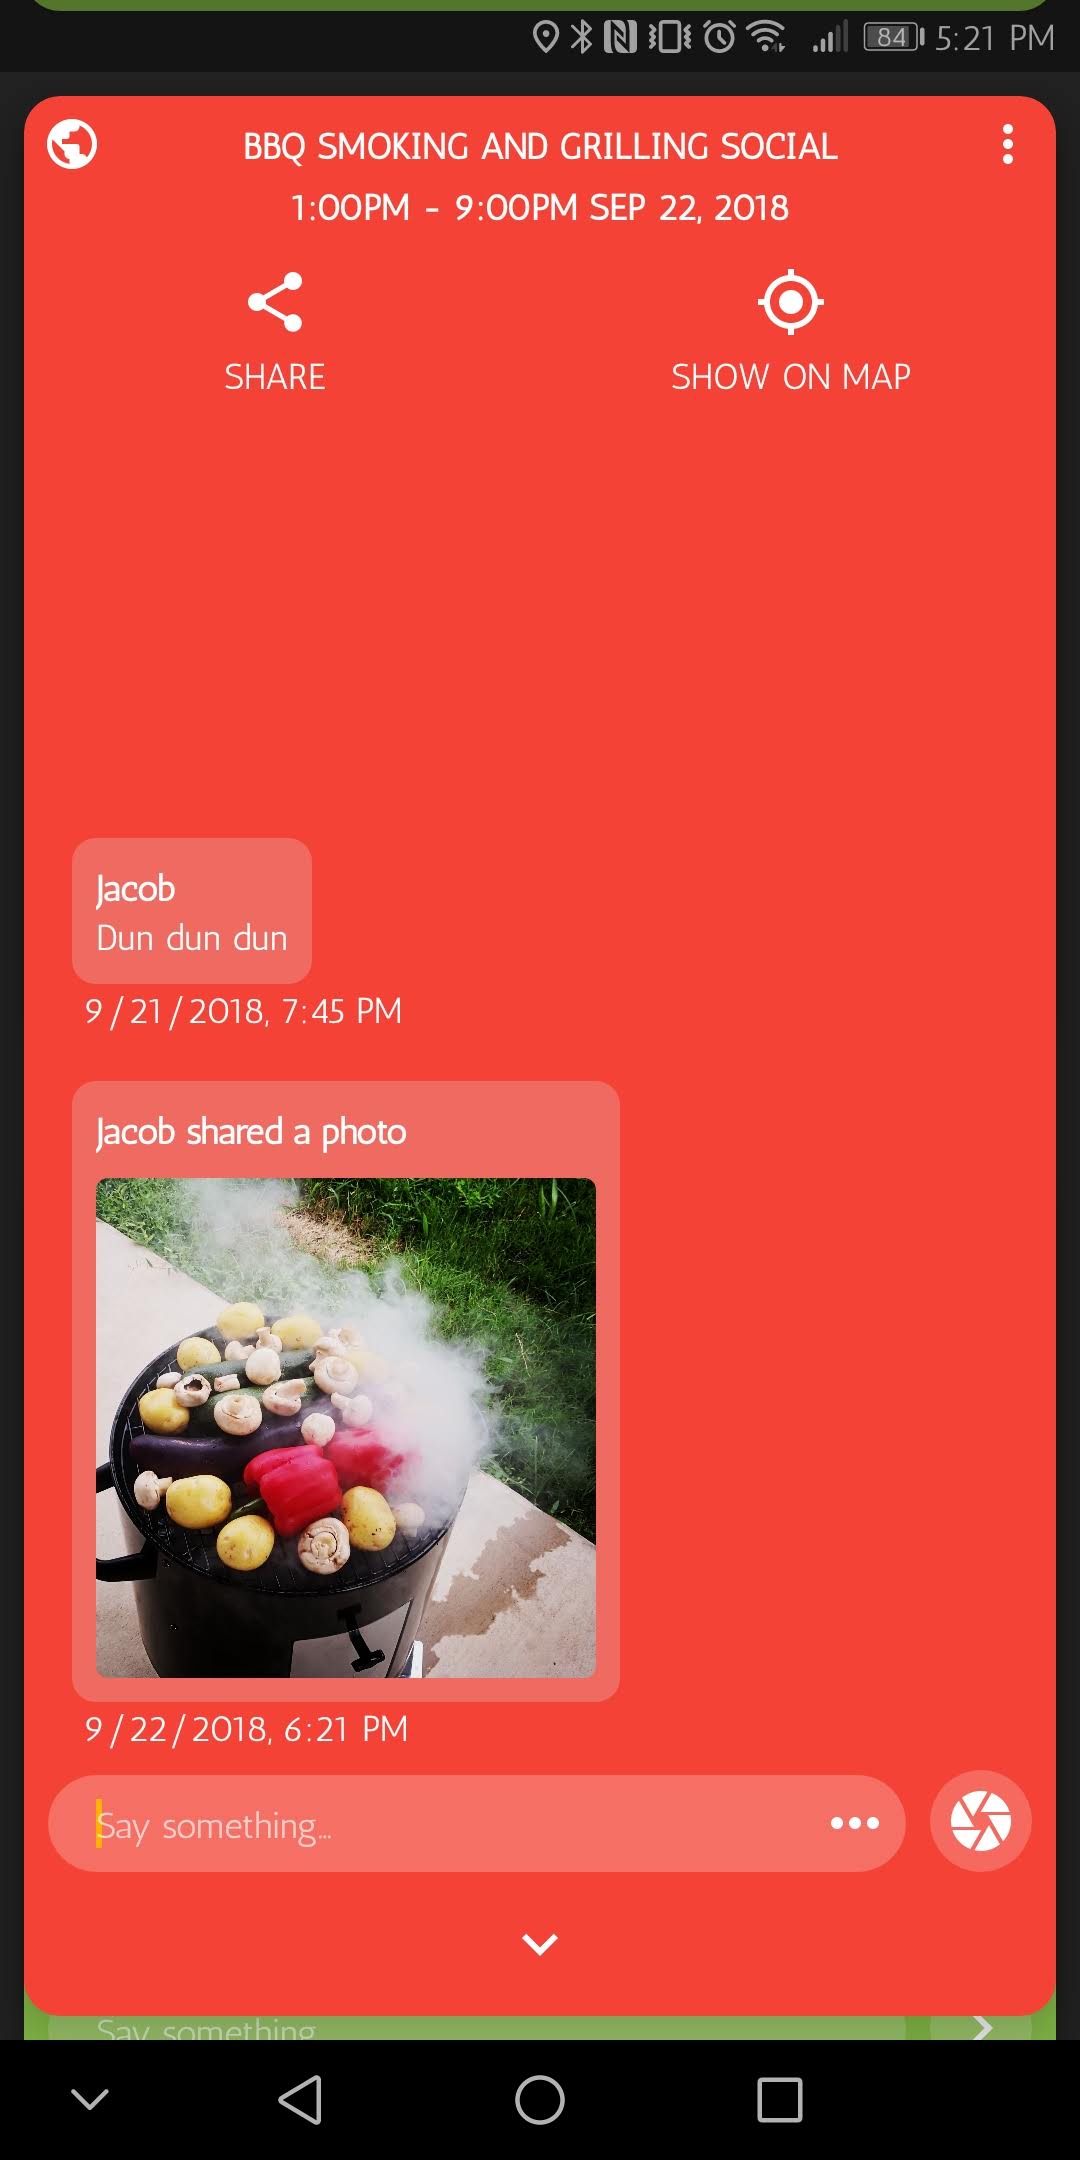 84 5:21 PM
BBQ SMOKING AND GRILLING SOCIAL
1:00PM - 9:00PM SEP 22, 2018
SHARE
SHOW ON MAP
Jacob
Dun dun dun
9/21/2018, 7:45 PM
Jacob shared a photo
9/22/2018, 6:21 PM
Say something...
Say something